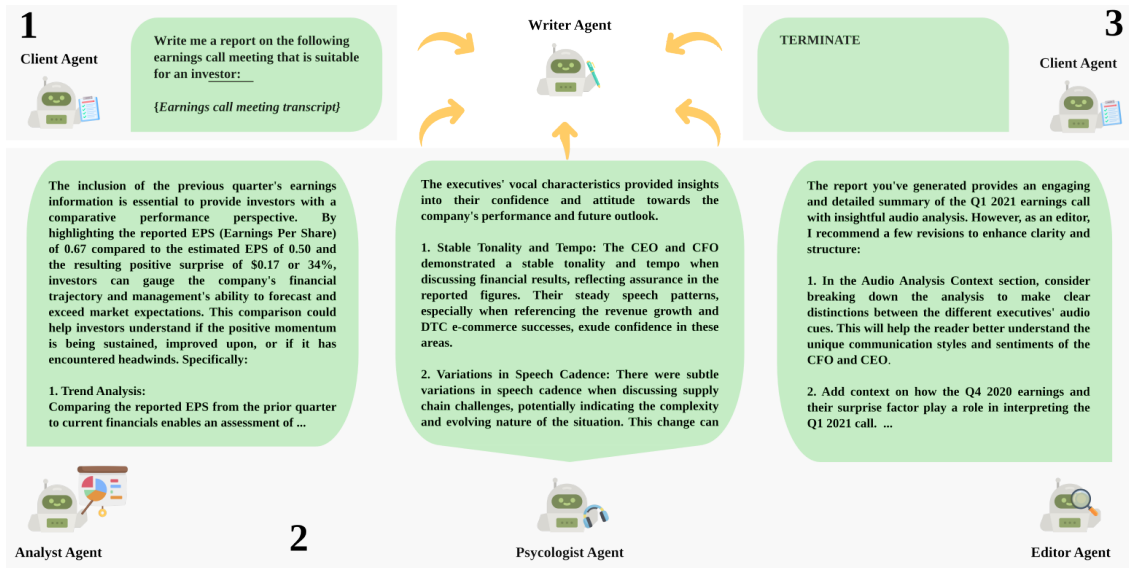 1
Client Agent
Write me a report on the following
earnings call meeting that is suitable
for an investor:
{Earnings call meeting transcript}
Writer Agent
3
TERMINATE
Client Agent
The inclusion of the previous quarter's earnings
information is essential to provide investors with a
comparative performance perspective. By
highlighting the reported EPS (Earnings Per Share)
of 0.67 compared to the estimated EPS of 0.50 and
the resulting positive surprise of $0.17 or 34%,
investors can gauge the company's financial
trajectory and management's ability to forecast and
exceed market expectations. This comparison could
help investors understand if the positive momentum
is being sustained, improved upon, or if it has
encountered headwinds. Specifically:
1. Trend Analysis:
Comparing the reported EPS from the prior quarter
to current financials enables an assessment of ...
Analyst Agent
2
The executives' vocal characteristics provided insights
into their confidence and attitude towards the
company's performance and future outlook.
1. Stable Tonality and Tempo: The CEO and CFO
demonstrated a stable tonality and tempo when
discussing financial results, reflecting assurance in the
reported figures. Their steady speech patterns,
especially when referencing the revenue growth and
DTC e-commerce successes, exude confidence in these
areas.
2. Variations in Speech Cadence: There were subtle
variations in speech cadence when discussing supply
chain challenges, potentially indicating the complexity
and evolving nature of the situation. This change can
Psycologist Agent
The report you've generated provides an engaging
and detailed summary of the Q1 2021 earnings call
with insightful audio analysis. However, as an editor,
I recommend a few revisions to enhance clarity and
structure:
1. In the Audio Analysis Context section, consider
breaking down the analysis to make clear
distinctions between the different executives' audio
cues. This will help the reader better understand the
unique communication styles and sentiments of the
CFO and CEO.
2. Add context on how the Q4 2020 earnings and
their surprise factor play a role in interpreting the
Q1 2021 call. ...
Editor Agent